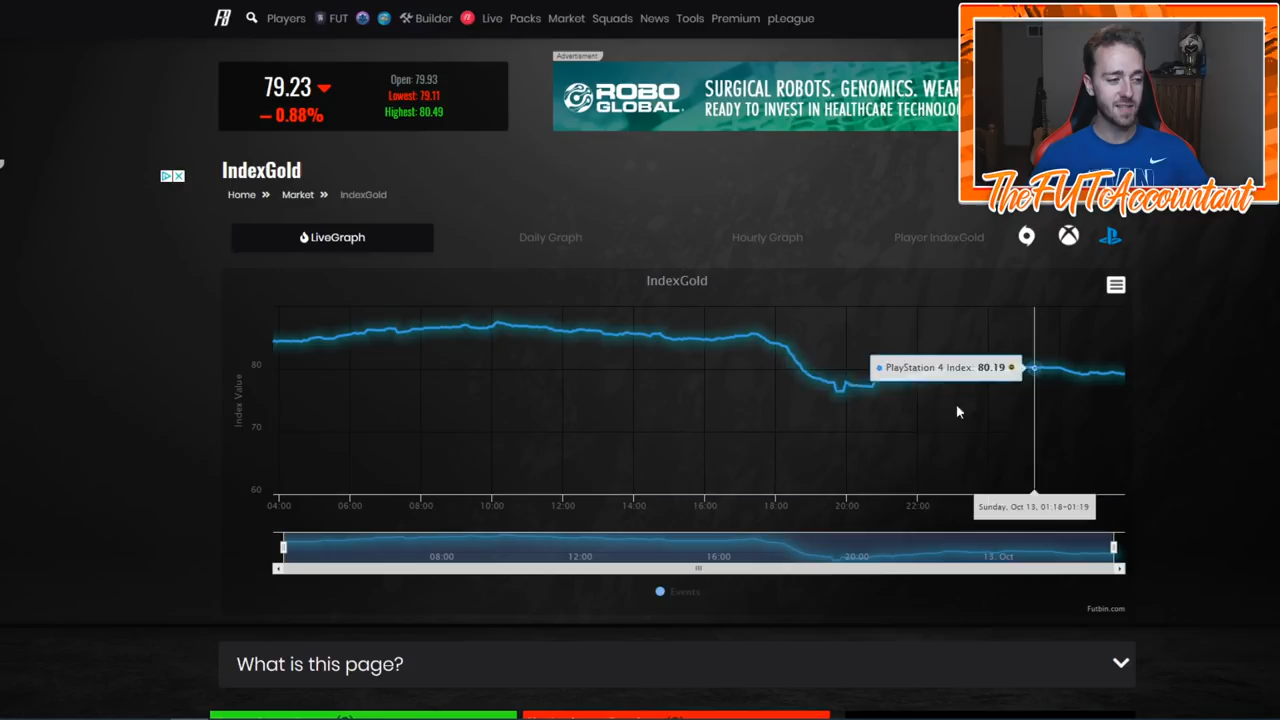 FB Players FUT Builder Live Packs Market Squads News Tools Premium pLeague
79.23
– 0.88%
Open: 79.93
Lowest: 79.11
Highest: 80.49
Advertisement
ROBO GLOBAL
SURGICAL ROBOTS. GENOMICS. WEA
READY TO INVEST IN HEALTHCARE TECHNOLO
TheFUTAccountant
IndexGold
Home » Market » IndexGold
LiveGraph Daily Graph Hourly Graph Player IndexGold
IndexGold
Index Value
80
70
60
PlayStation 4 Index: 80.19
04:00 06:00 08:00 10:00 12:00 14:00 16:00 18:00 20:00 22:00
Sunday, Oct 13, 01:18-01:19
08:00 12:00 16:00 20:00 13. Oct
Events
Futbin.com
What is this page?